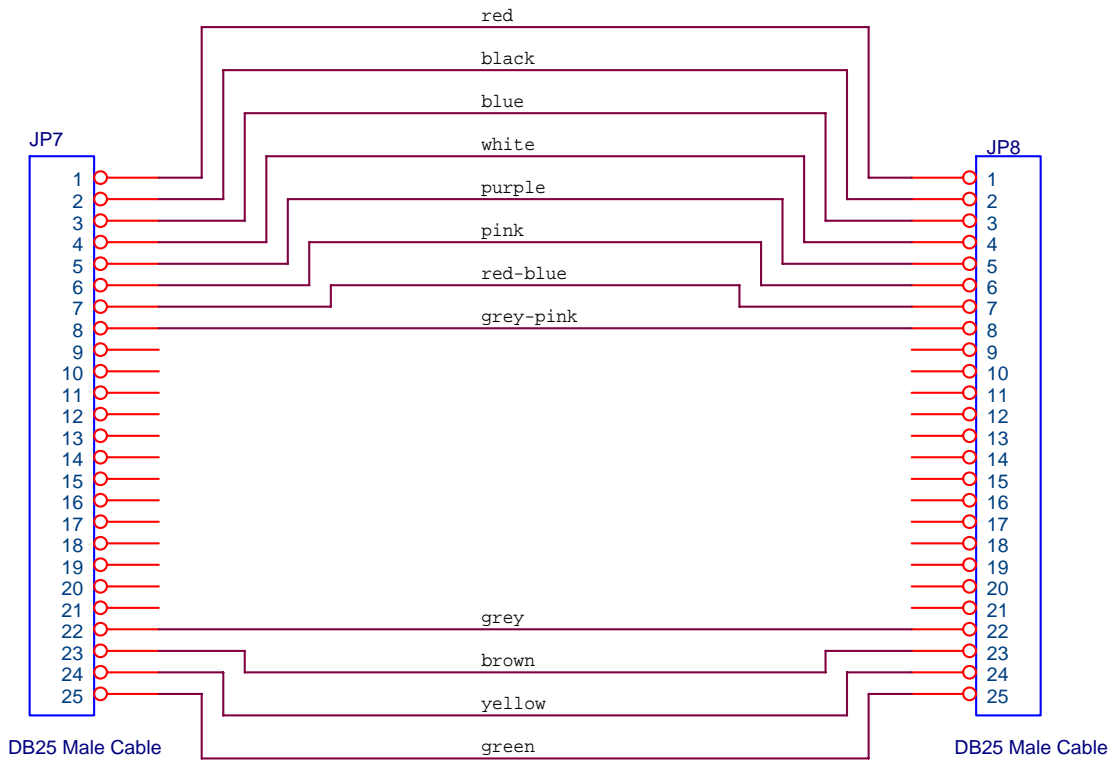 red
black
blue
JP7
white
JP8
1 1
purple
2 2
3 3
pink
4 4
5 5
red-blue
6 6
7 7
grey-pink
8 8
9 9
10 10
11 11
12 12
13 13
14 14
15 15
16 16
17 17
18 18
19 19
20 20
21 21
grey
22 22
23 23
brown
24 24
25 25
yellow
green
DB25 Male Cable DB25 Male Cable